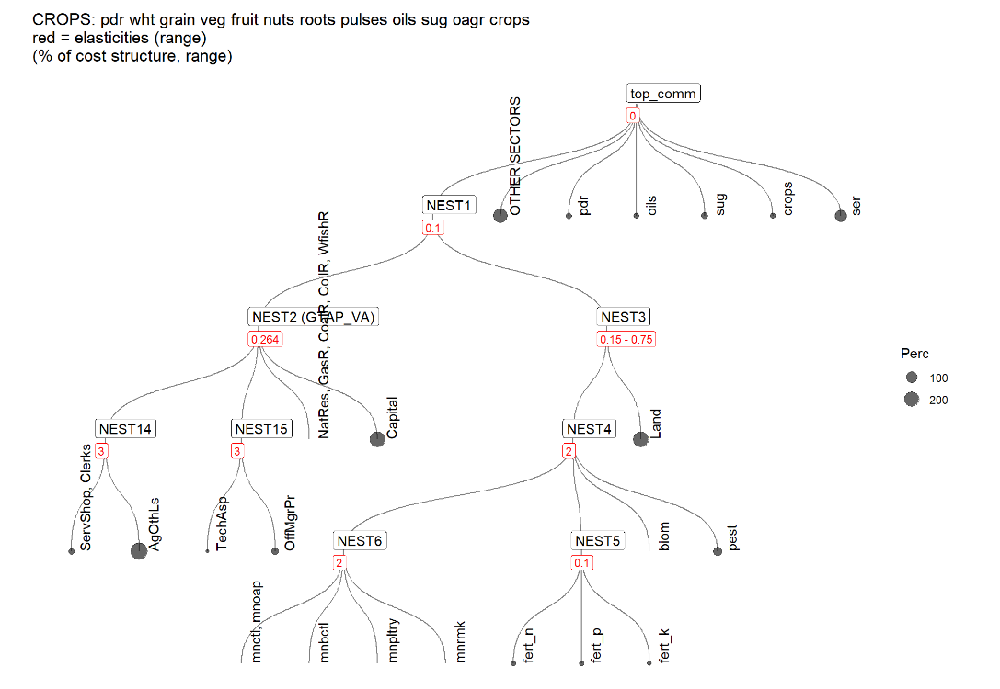 CROPS: pdr wht grain veg fruit nuts roots pulses oils sug oagr crops
red = elasticities (range)
(% of cost structure, range)
top_comm
0
OTHER SECTORS
pdr
oils
sug
crops
ser
NEST1
0.1
NEST2 (GTAP_VA)
0.264
NatRes, GasR, CoalR, CoilR, WfishR
Capital
NEST3
0.15 - 0.75
Land
Perc
100
200
NEST14
3
ServShop, Clerks
AgOthLs
NEST15
3
TechAsp
OffMgrPr
NEST4
2
NEST6
2
NEST5
0.1
biom
pest
mnctl, mnoap
mnbctl
mnpltry
mnrmk
fert_n
fert_p
fert_k